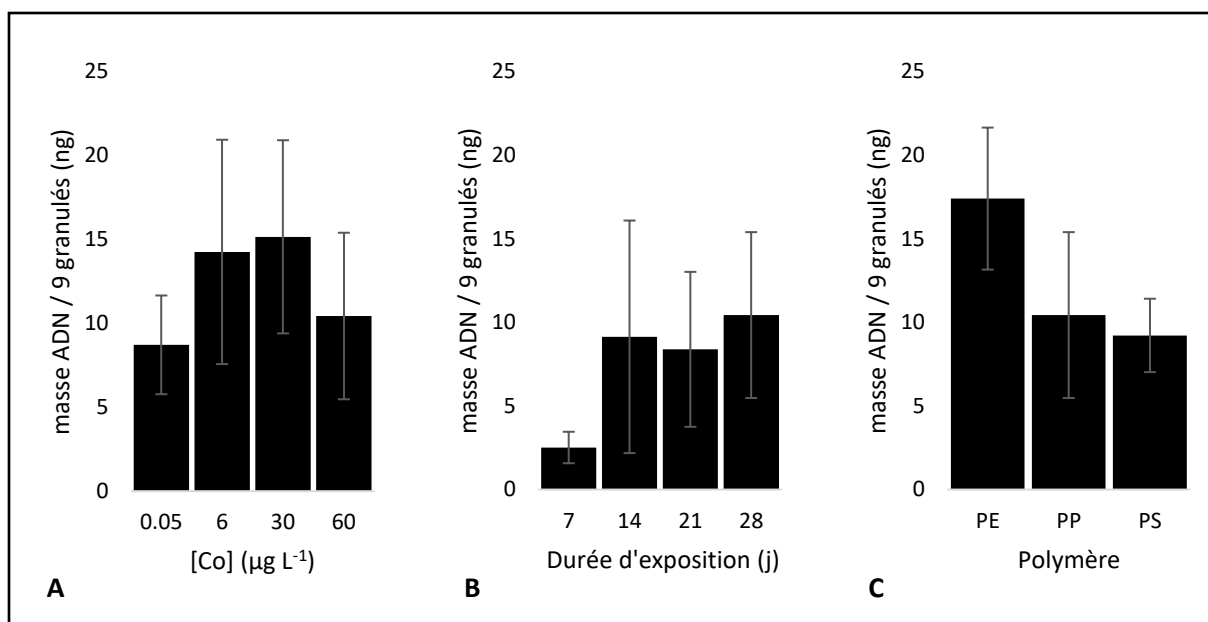 25
20
15
10
5
0
masse ADN / 9 granulés (ng)
0.05 6 30 60
[Co] (µg L⁻¹)
A
25
20
15
10
5
0
masse ADN / 9 granulés (ng)
7 14 21 28
Durée d'exposition (j)
B
25
20
15
10
5
0
masse ADN / 9 granulés (ng)
PE PP PS
Polymère
C